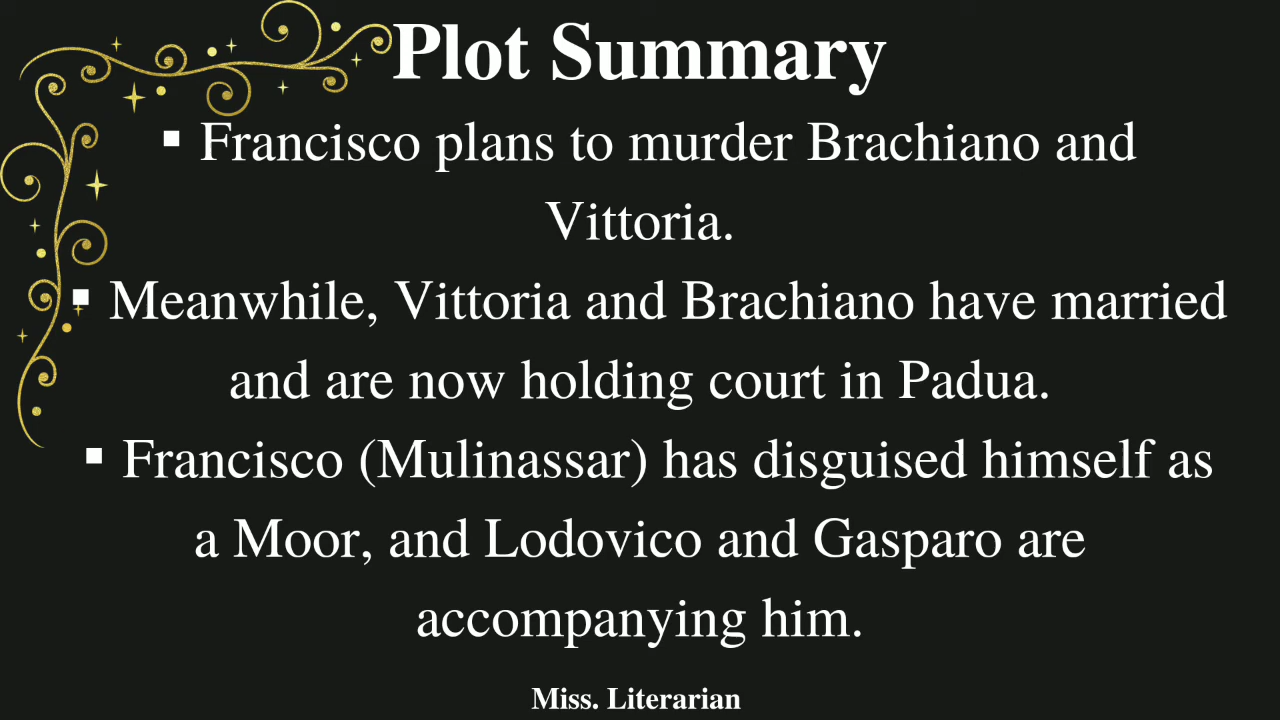 Plot Summary
▪ Francisco plans to murder Brachiano and
Vittoria.
▪ Meanwhile, Vittoria and Brachiano have married
and are now holding court in Padua.
▪ Francisco (Mulinassar) has disguised himself as
a Moor, and Lodovico and Gasparo are
accompanying him.
Miss. Literarian